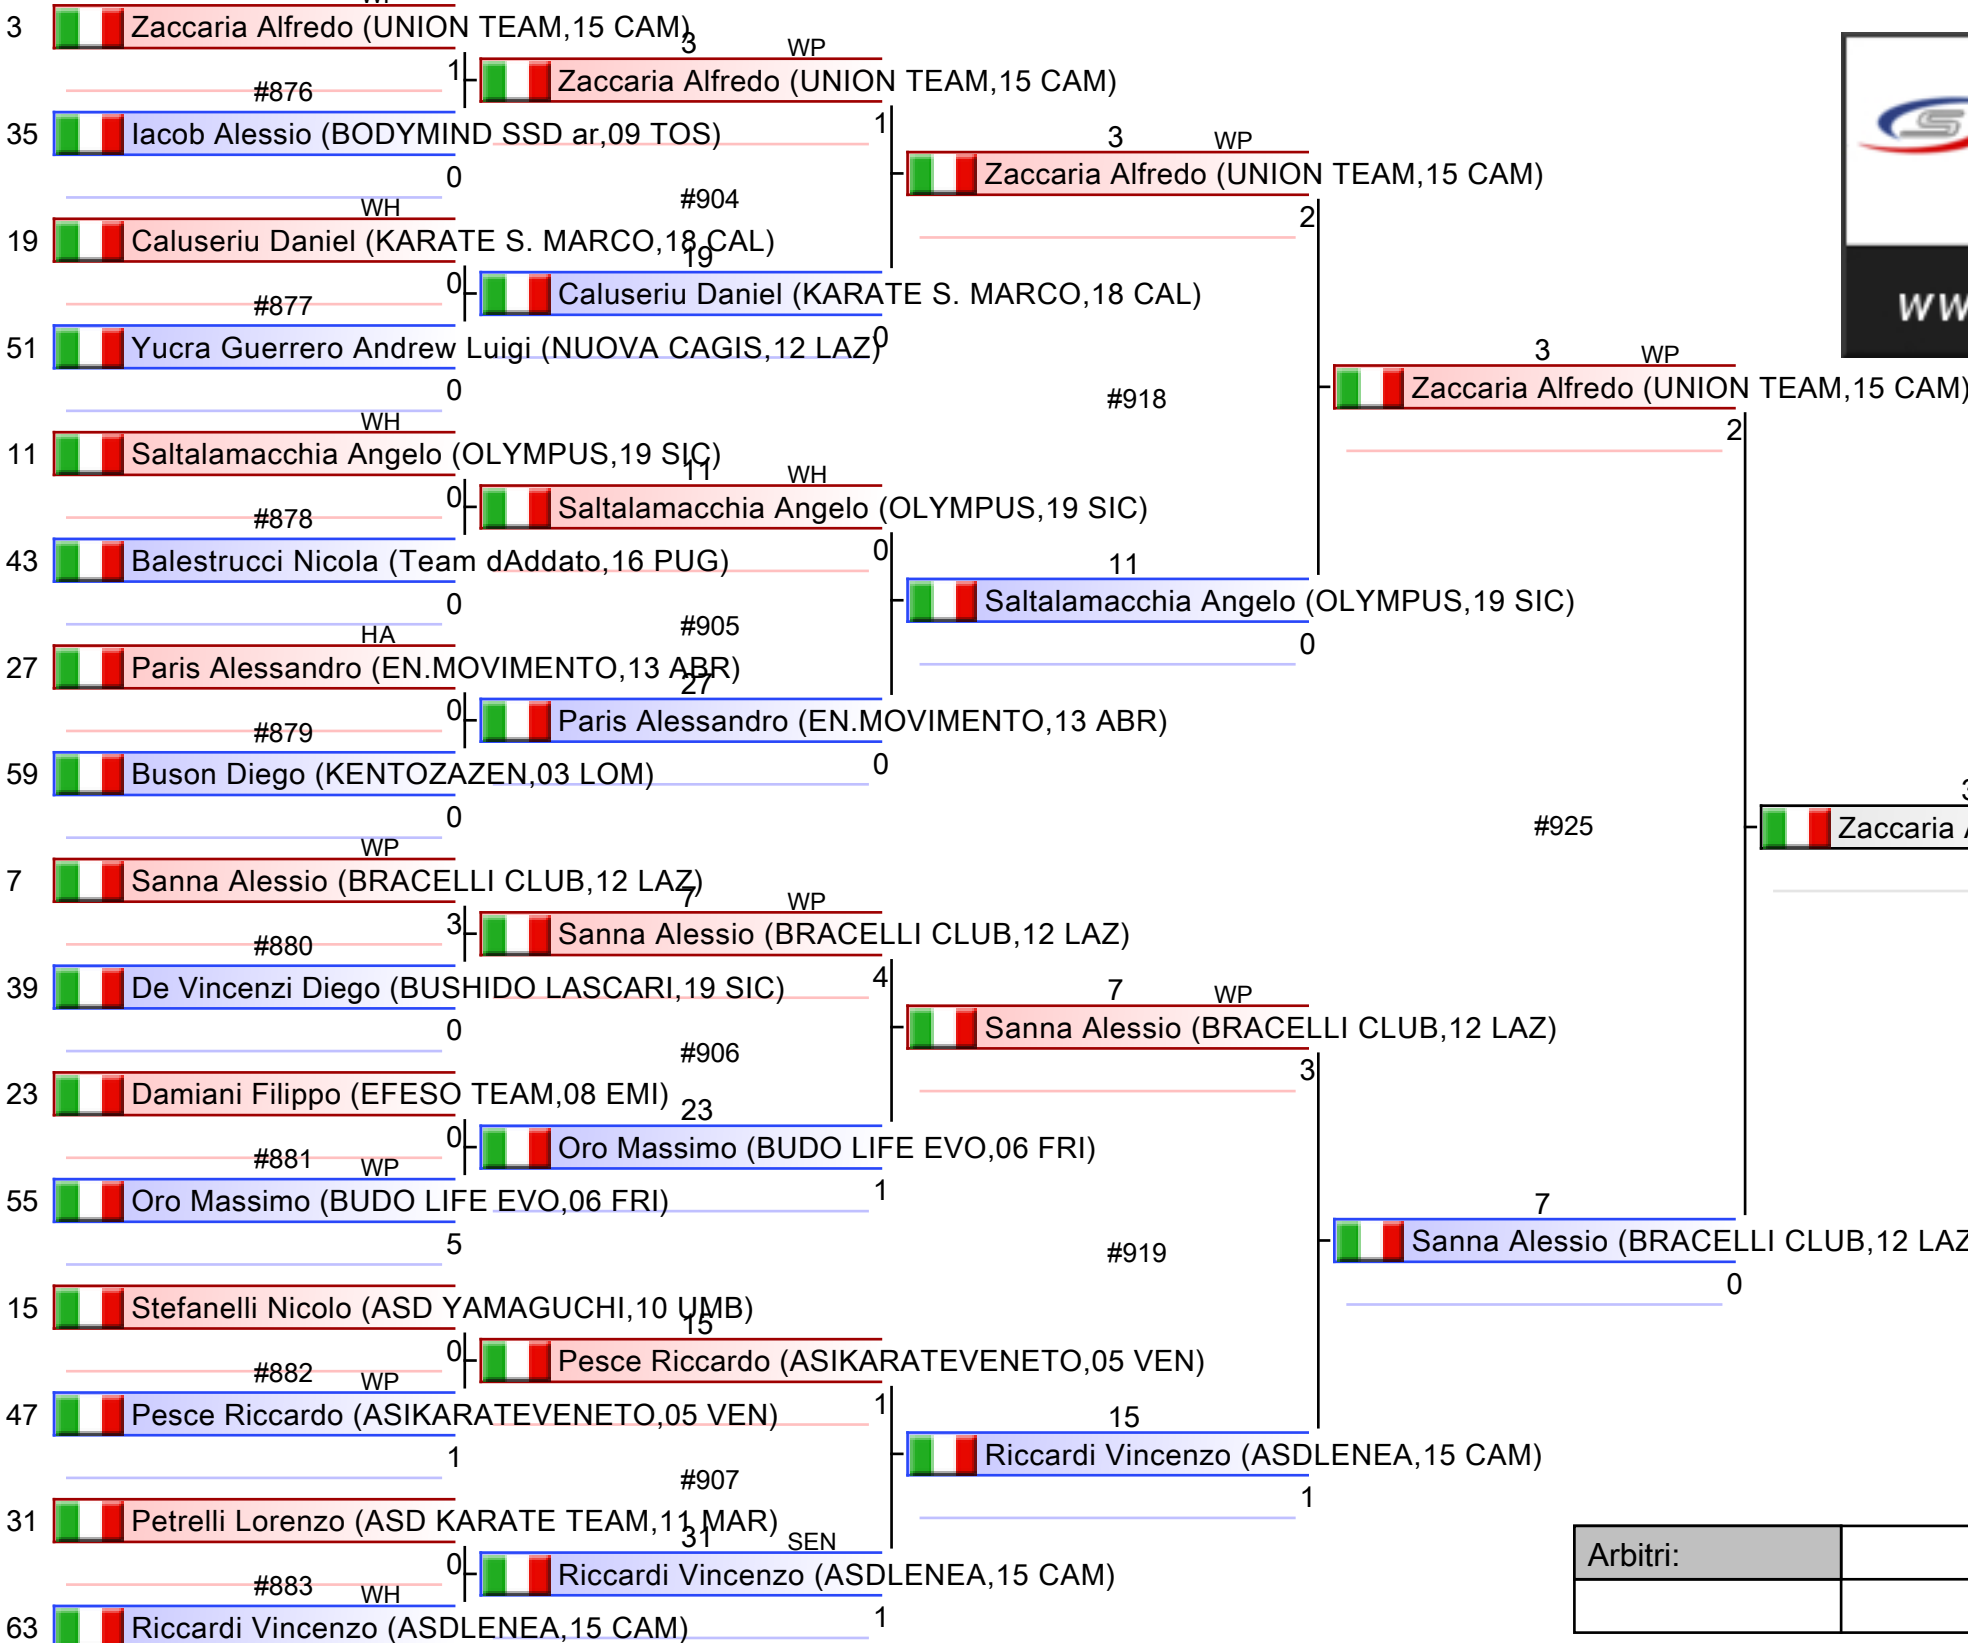 3 Zaccaria Alfredo (UNION TEAM,15 CAM)
1
#876
35 Iacob Alessio (BODYMIND SSD ar,09 TOS)
0
WH
19 Caluseriu Daniel (KARATE S. MARCO,18 CAL)
0
#877
51 Yucra Guerrero Andrew Luigi (NUOVA CAGIS,12 LAZ)
0
WH
11 Saltalamacchia Angelo (OLYMPUS,19 SIC)
0
#878
43 Balestrucci Nicola (Team dAddato,16 PUG)
0
HA
27 Paris Alessandro (EN.MOVIMENTO,13 ABR)
0
#879
59 Buson Diego (KENTOZAZEN,03 LOM)
0
WP
7 Sanna Alessio (BRACELLI CLUB,12 LAZ)
3
#880
39 De Vincenzi Diego (BUSHIDO LASCARI,19 SIC)
0
23 Damiani Filippo (EFESO TEAM,08 EMI)
0
#881 WP
55 Oro Massimo (BUDO LIFE EVO,06 FRI)
5
15 Stefanelli Nicolo (ASD YAMAGUCHI,10 UMB)
0
#882 WP
47 Pesce Riccardo (ASIKARATEVENETO,05 VEN)
1
31 Petrelli Lorenzo (ASD KARATE TEAM,11 MAR)
0
#883 WH
63 Riccardi Vincenzo (ASDLENEA,15 CAM)
3 WP
Zaccaria Alfredo (UNION TEAM,15 CAM)
1
#904
19
Caluseriu Daniel (KARATE S. MARCO,18 CAL)
0
11 WH
Saltalamacchia Angelo (OLYMPUS,19 SIC)
0
#905
27
Paris Alessandro (EN.MOVIMENTO,13 ABR)
0
7 WP
Sanna Alessio (BRACELLI CLUB,12 LAZ)
4
#906
23
Oro Massimo (BUDO LIFE EVO,06 FRI)
1
15
Pesce Riccardo (ASIKARATEVENETO,05 VEN)
1
#907
31 SEN
Riccardi Vincenzo (ASDLENEA,15 CAM)
1
3 WP
Zaccaria Alfredo (UNION TEAM,15 CAM)
2
#918
11
Saltalamacchia Angelo (OLYMPUS,19 SIC)
0
7 WP
Sanna Alessio (BRACELLI CLUB,12 LAZ)
3
#919
15
Riccardi Vincenzo (ASDLENEA,15 CAM)
1
3 WP
Zaccaria Alfredo (UNION TEAM,15 CAM)
2
#925
7
Sanna Alessio (BRACELLI CLUB,12 LAZ
0
Zaccaria
Arbitri: